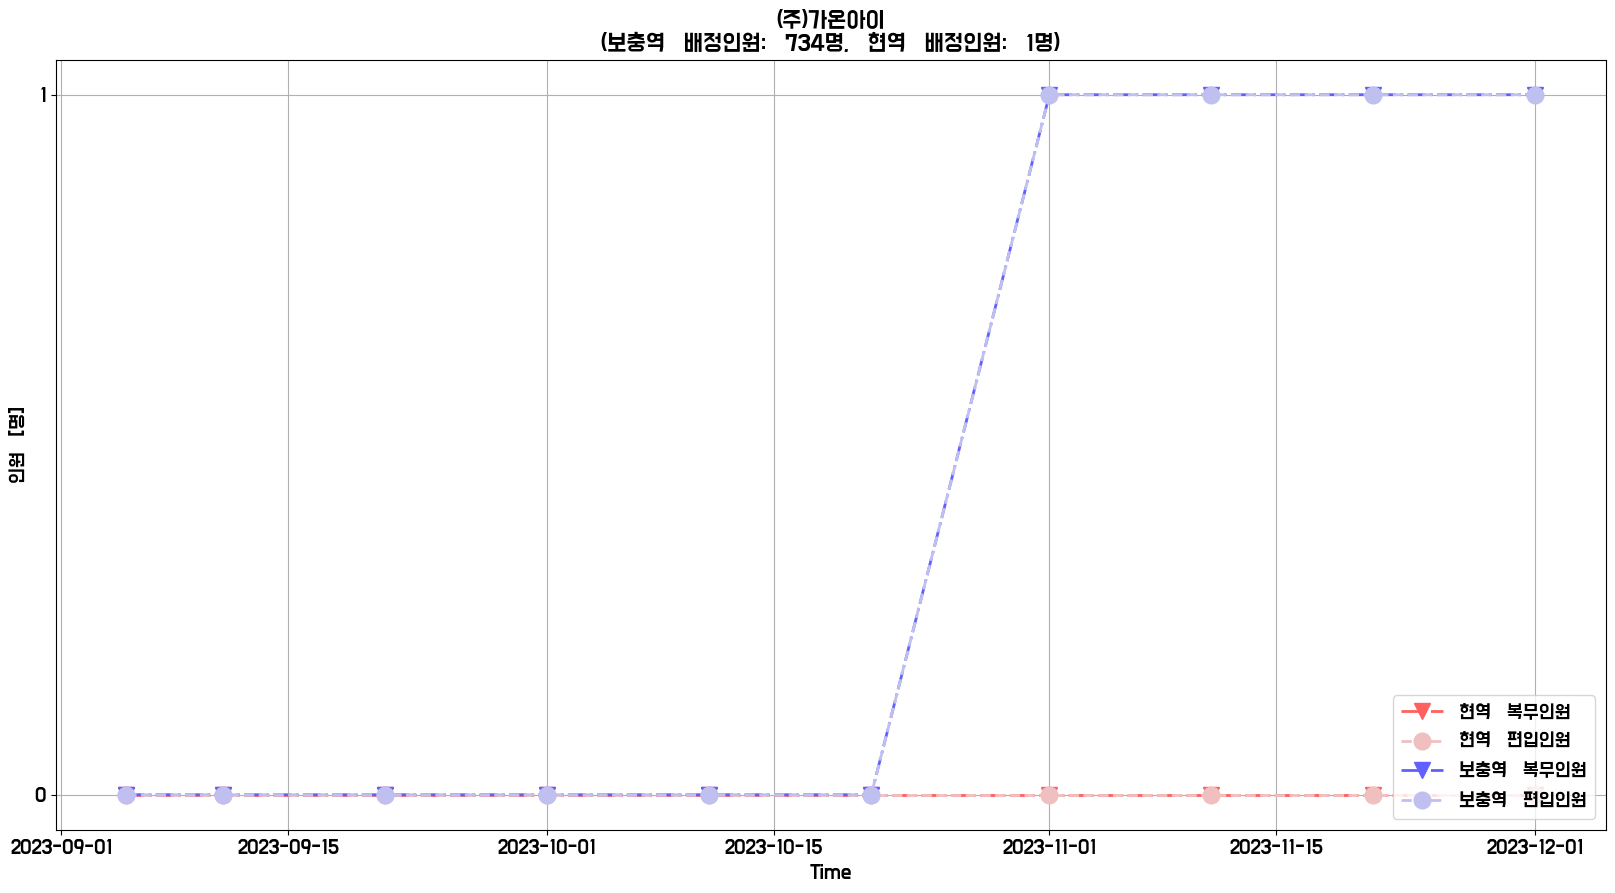 (주)가온아이
(보충역 배정인원: 734명, 현역 배정인원: 1명)
인원 [명]
1
0
현역 복무인원
현역 편입인원
보충역 복무인원
보충역 편입인원
2023-09-01 2023-09-15 2023-10-01 2023-10-15 2023-11-01 2023-11-15 2023-12-01
Time